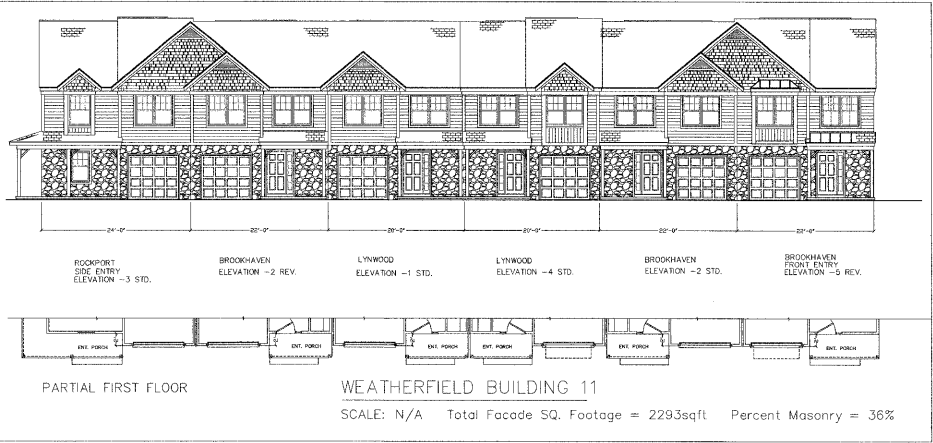 24'-0" 22'-0" 20'-0" 20'-0" 22'-0" 22'-0"
ROCKPORT
SIDE ENTRY
ELEVATION -3 STD.
BROOKHAVEN
ELEVATION -2 REV.
LYNWOOD
ELEVATION -1 STD.
LYNWOOD
ELEVATION -4 STD.
BROOKHAVEN
ELEVATION -2 STD.
BROOKHAVEN
FRONT ENTRY
ELEVATION -5 REV.
ENT. PORCH ENT. PORCH ENT. PORCH ENT. PORCH ENT. PORCH ENT. PORCH
PARTIAL FIRST FLOOR
WEATHERFIELD BUILDING 11
SCALE: N/A Total Facade SQ. Footage = 2293sqft Percent Masonry = 36%